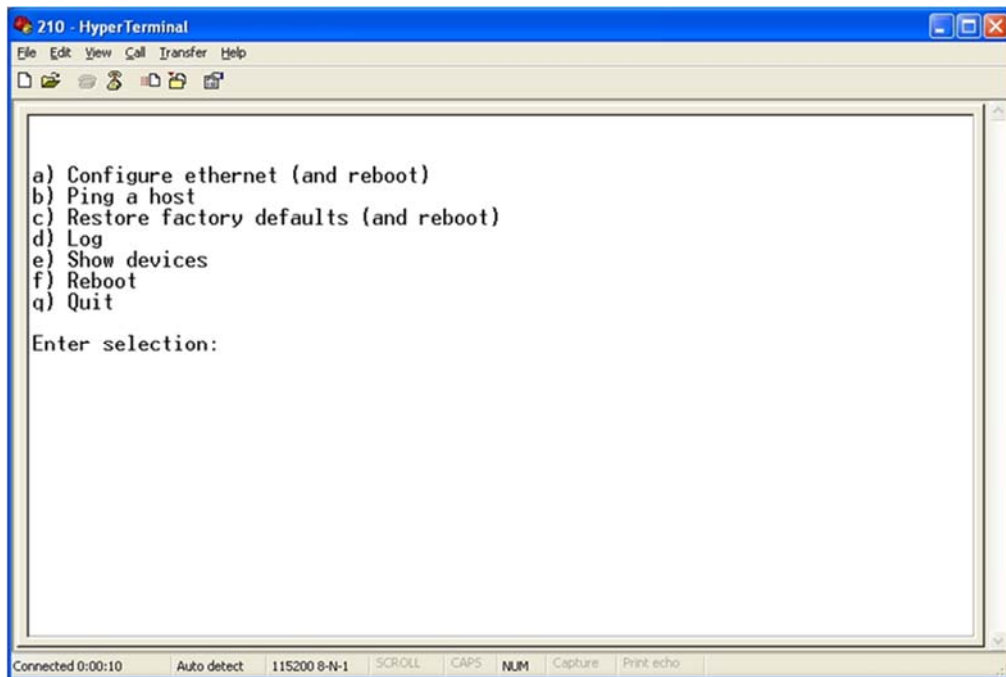 210 - HyperTerminal
File Edit View Call Transfer Help
a) Configure ethernet (and reboot)
b) Ping a host
c) Restore factory defaults (and reboot)
d) Log
e) Show devices
f) Reboot
q) Quit
Enter selection:
Connected 0:00:10 Auto detect 115200 8-N-1 SCROLL CAPS NUM Capture Print echo